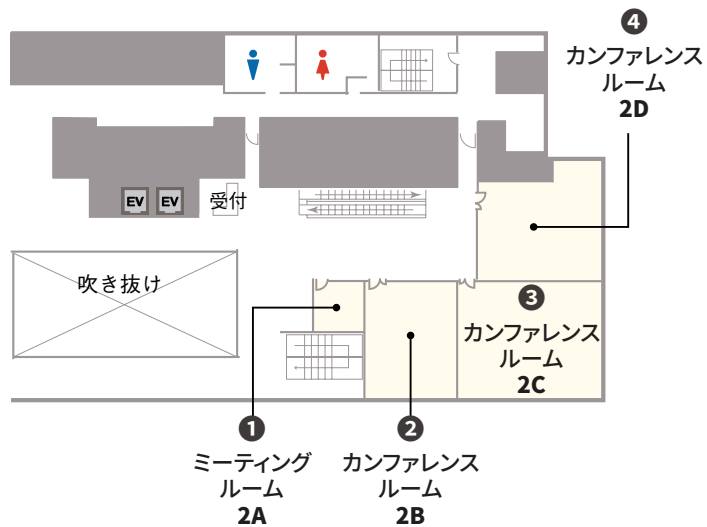 ❹
カンファレンス
ルーム
2D
EV
EV
受付
吹き抜け
❸
カンファレンス
ルーム
2C
❶
ミーティング
ルーム
2A
❷
カンファレンス
ルーム
2B